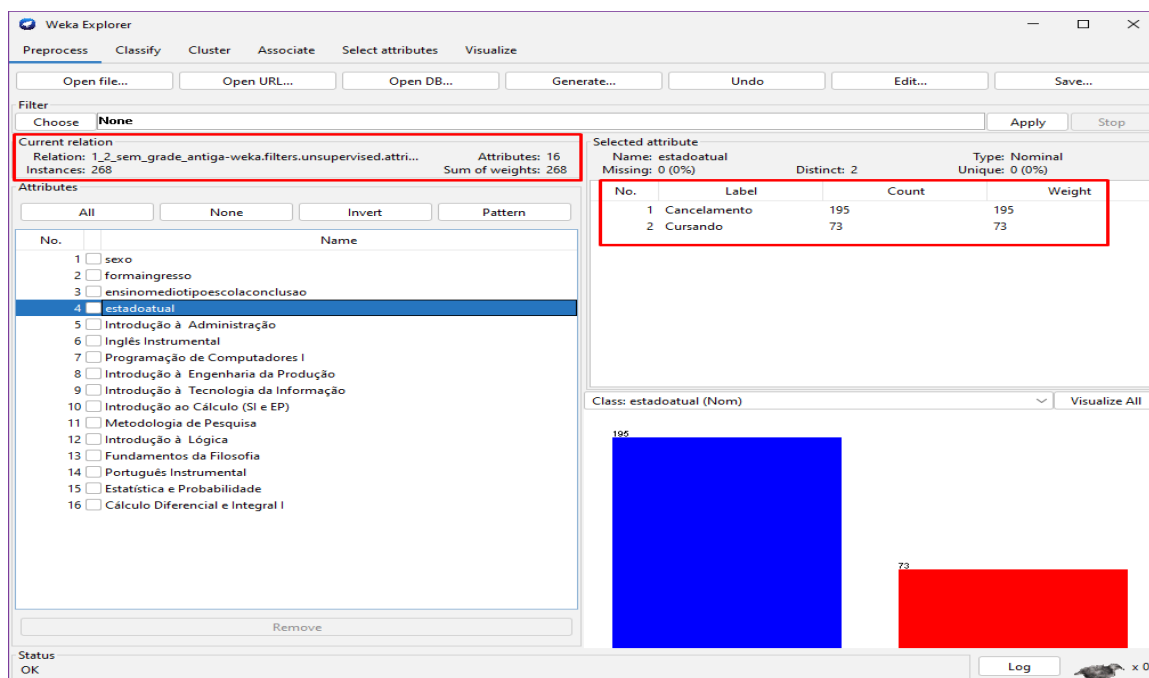 Weka Explorer
Preprocess Classify Cluster Associate Select attributes Visualize
Open file... Open URL... Open DB... Generate... Undo Edit... Save...
Filter
Choose None Apply Stop
Current relation
Relation: 1_2_sem_grade_antiga-weka.filters.unsupervised.attri... Attributes: 16
Instances: 268 Sum of weights: 268
Selected attribute
Name: estadoatual Type: Nominal
Missing: 0 (0%) Distinct: 2 Unique: 0 (0%)
No. Label Count Weight
1 Cancelamento 195 195
2 Cursando 73 73
Attributes
All None Invert Pattern
No. Name
1 sexo
2 formaingresso
3 ensinomediotipoescolaconclusao
4 estadoatual
5 Introdução à Administração
6 Inglês Instrumental
7 Programação de Computadores I
8 Introdução à Engenharia da Produção
9 Introdução à Tecnologia da Informação
10 Introdução ao Cálculo (SI e EP)
11 Metodologia de Pesquisa
12 Introdução à Lógica
13 Fundamentos da Filosofia
14 Português Instrumental
15 Estatística e Probabilidade
16 Cálculo Diferencial e Integral I
Remove
Class: estadoatual (Nom) Visualize All
195
73
Status
OK
Log x 0